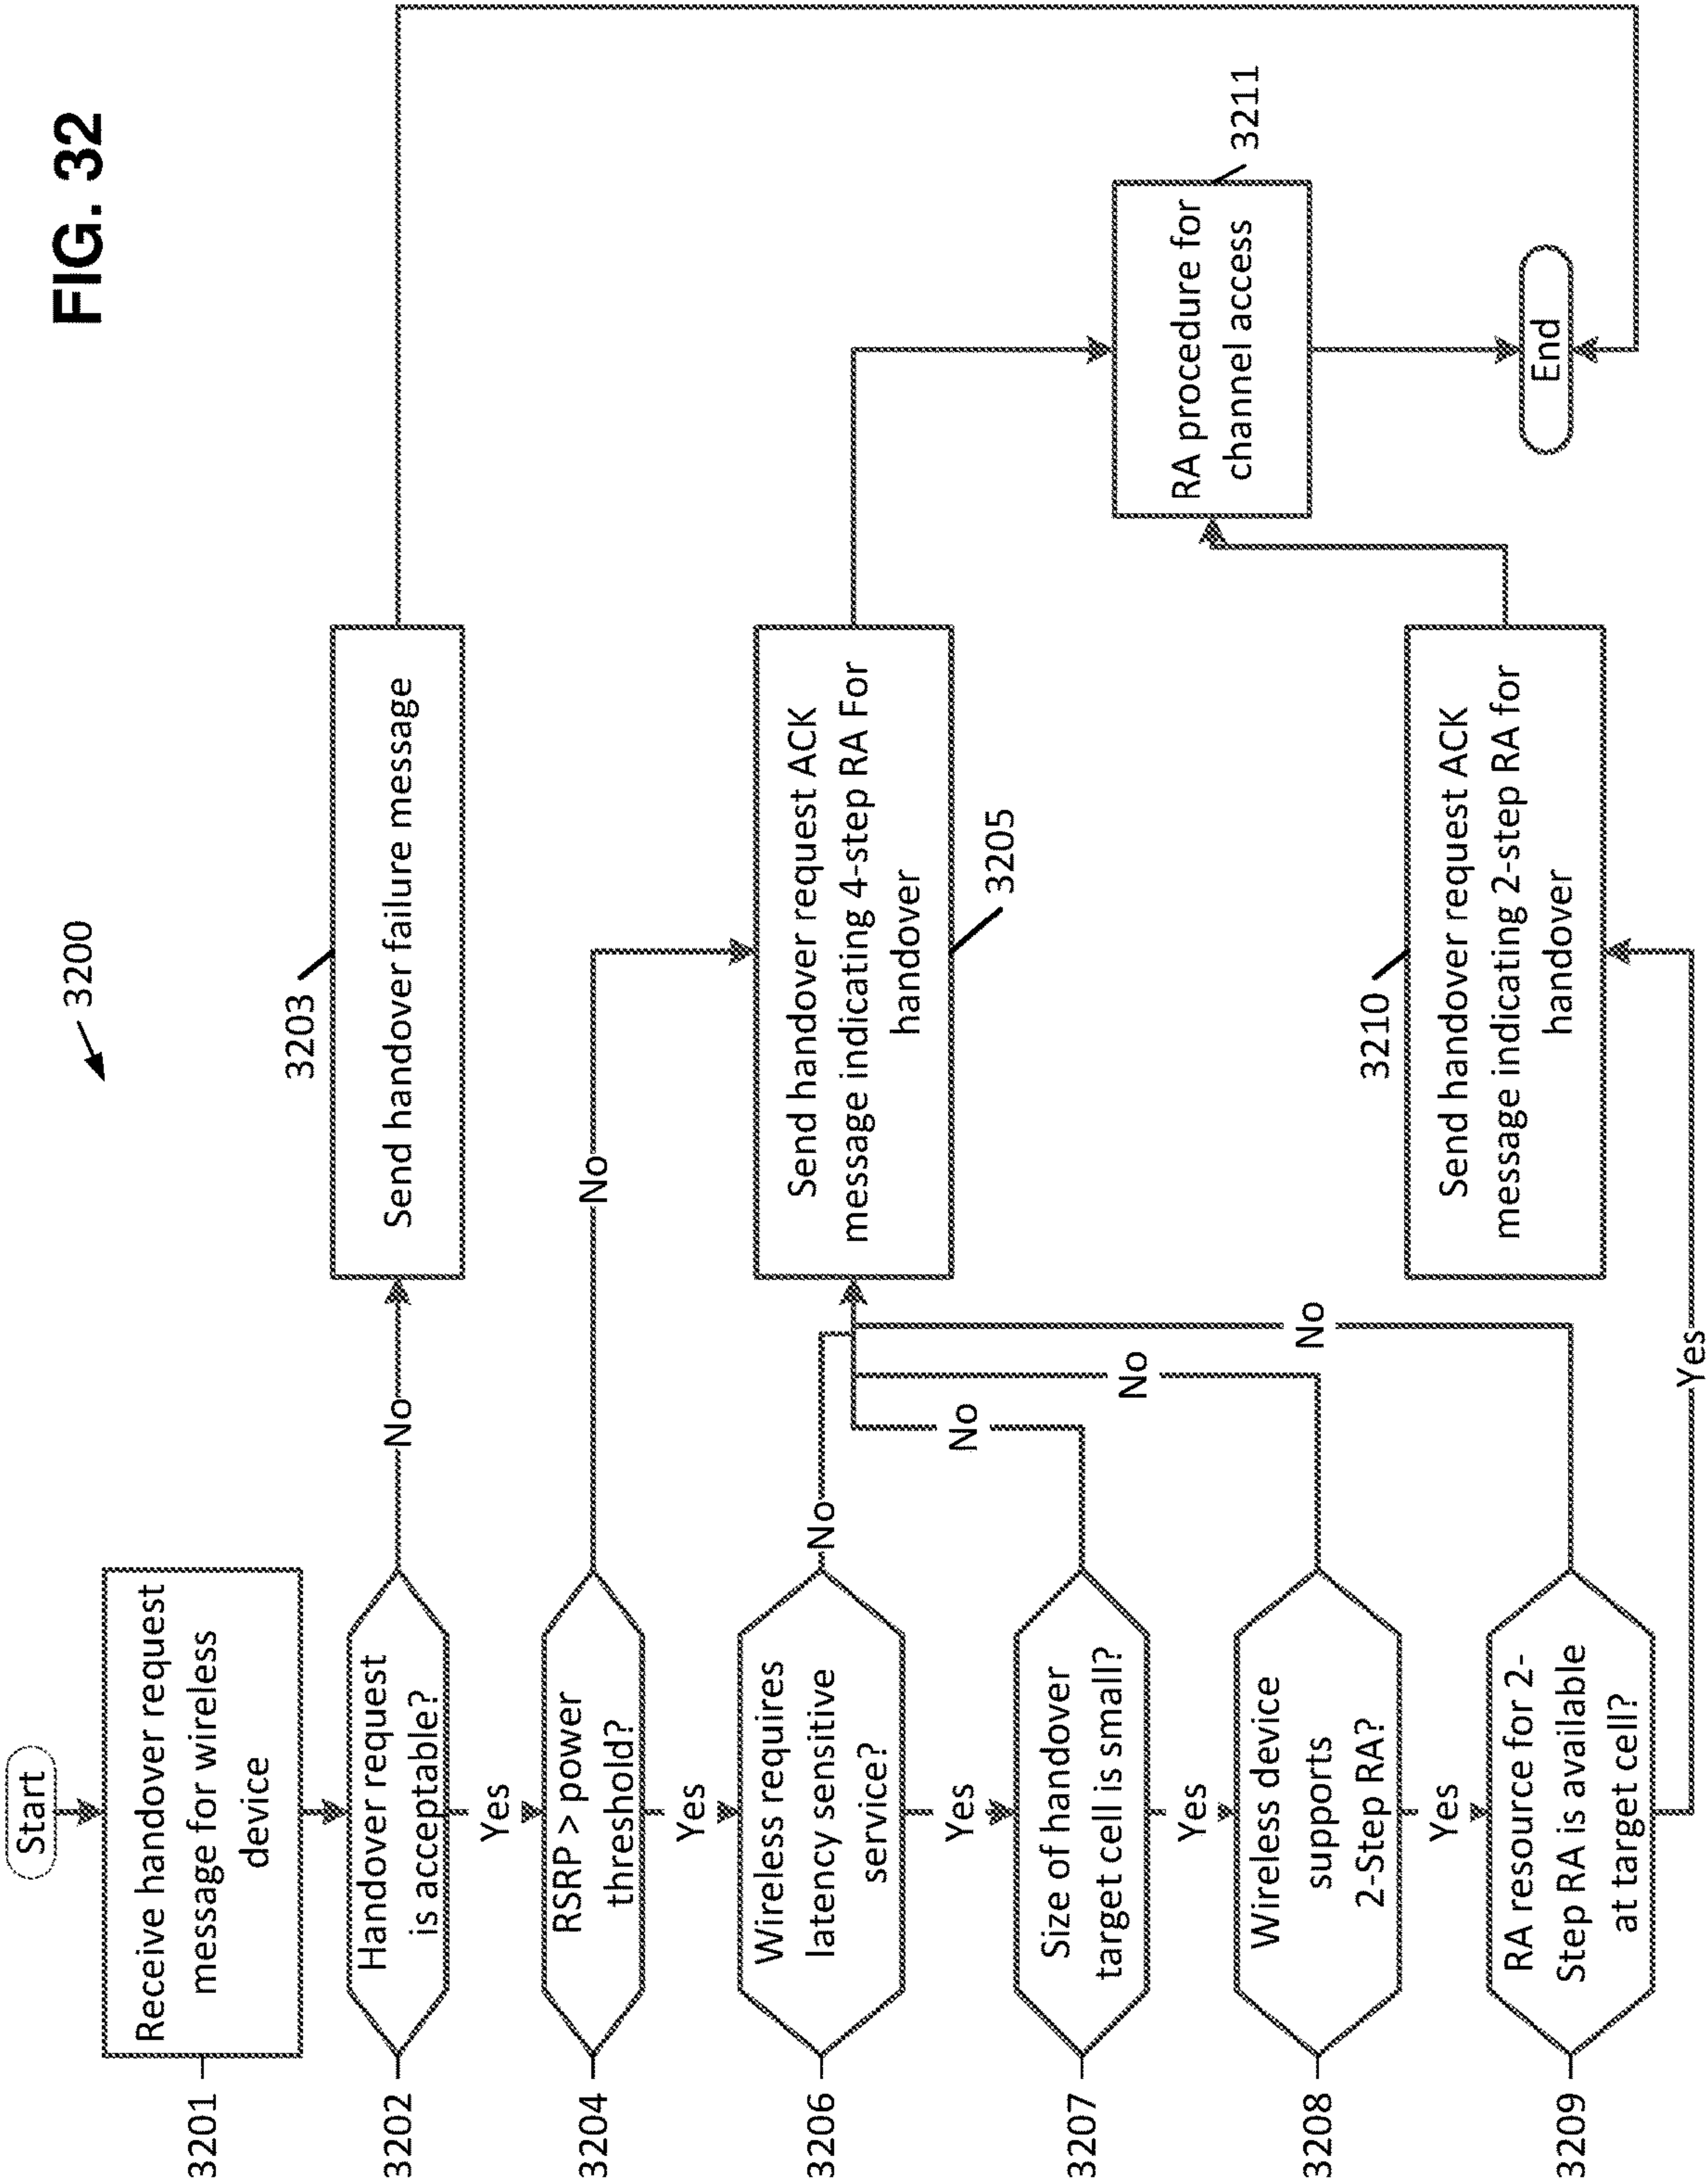 FIG. 32
3200
Start
3201
Receive handover request
message for wireless
device
3202
Handover request
is acceptable?
No
3203
Send handover failure message
Yes
3204
RSRP > power
threshold?
No
Yes
3206
Wireless requires
latency sensitive
service?
No
Send handover request ACK
message indicating 4-step RA For
handover
3205
Yes
3207
Size of handover
target cell is small?
No
Yes
3208
Wireless device
supports
2-Step RA?
No
Yes
3209
RA resource for 2-
Step RA is available
at target cell?
No
Yes
3210
Send handover request ACK
message indicating 2-step RA for
handover
RA procedure for
channel access
3211
End